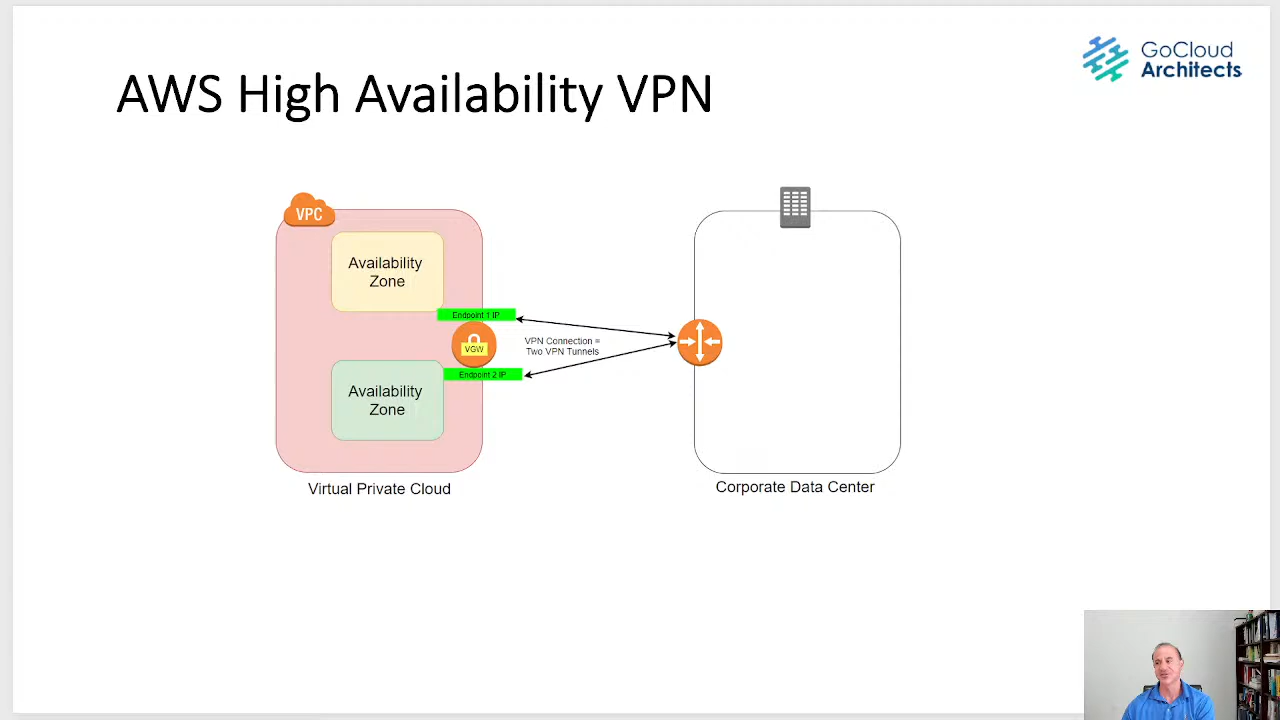 GoCloud
Architects
AWS High Availability VPN
VPC
Availability
Zone
Endpoint 1 IP
VGW
VPN Connection =
Two VPN Tunnels
Endpoint 2 IP
Availability
Zone
Virtual Private Cloud
Corporate Data Center